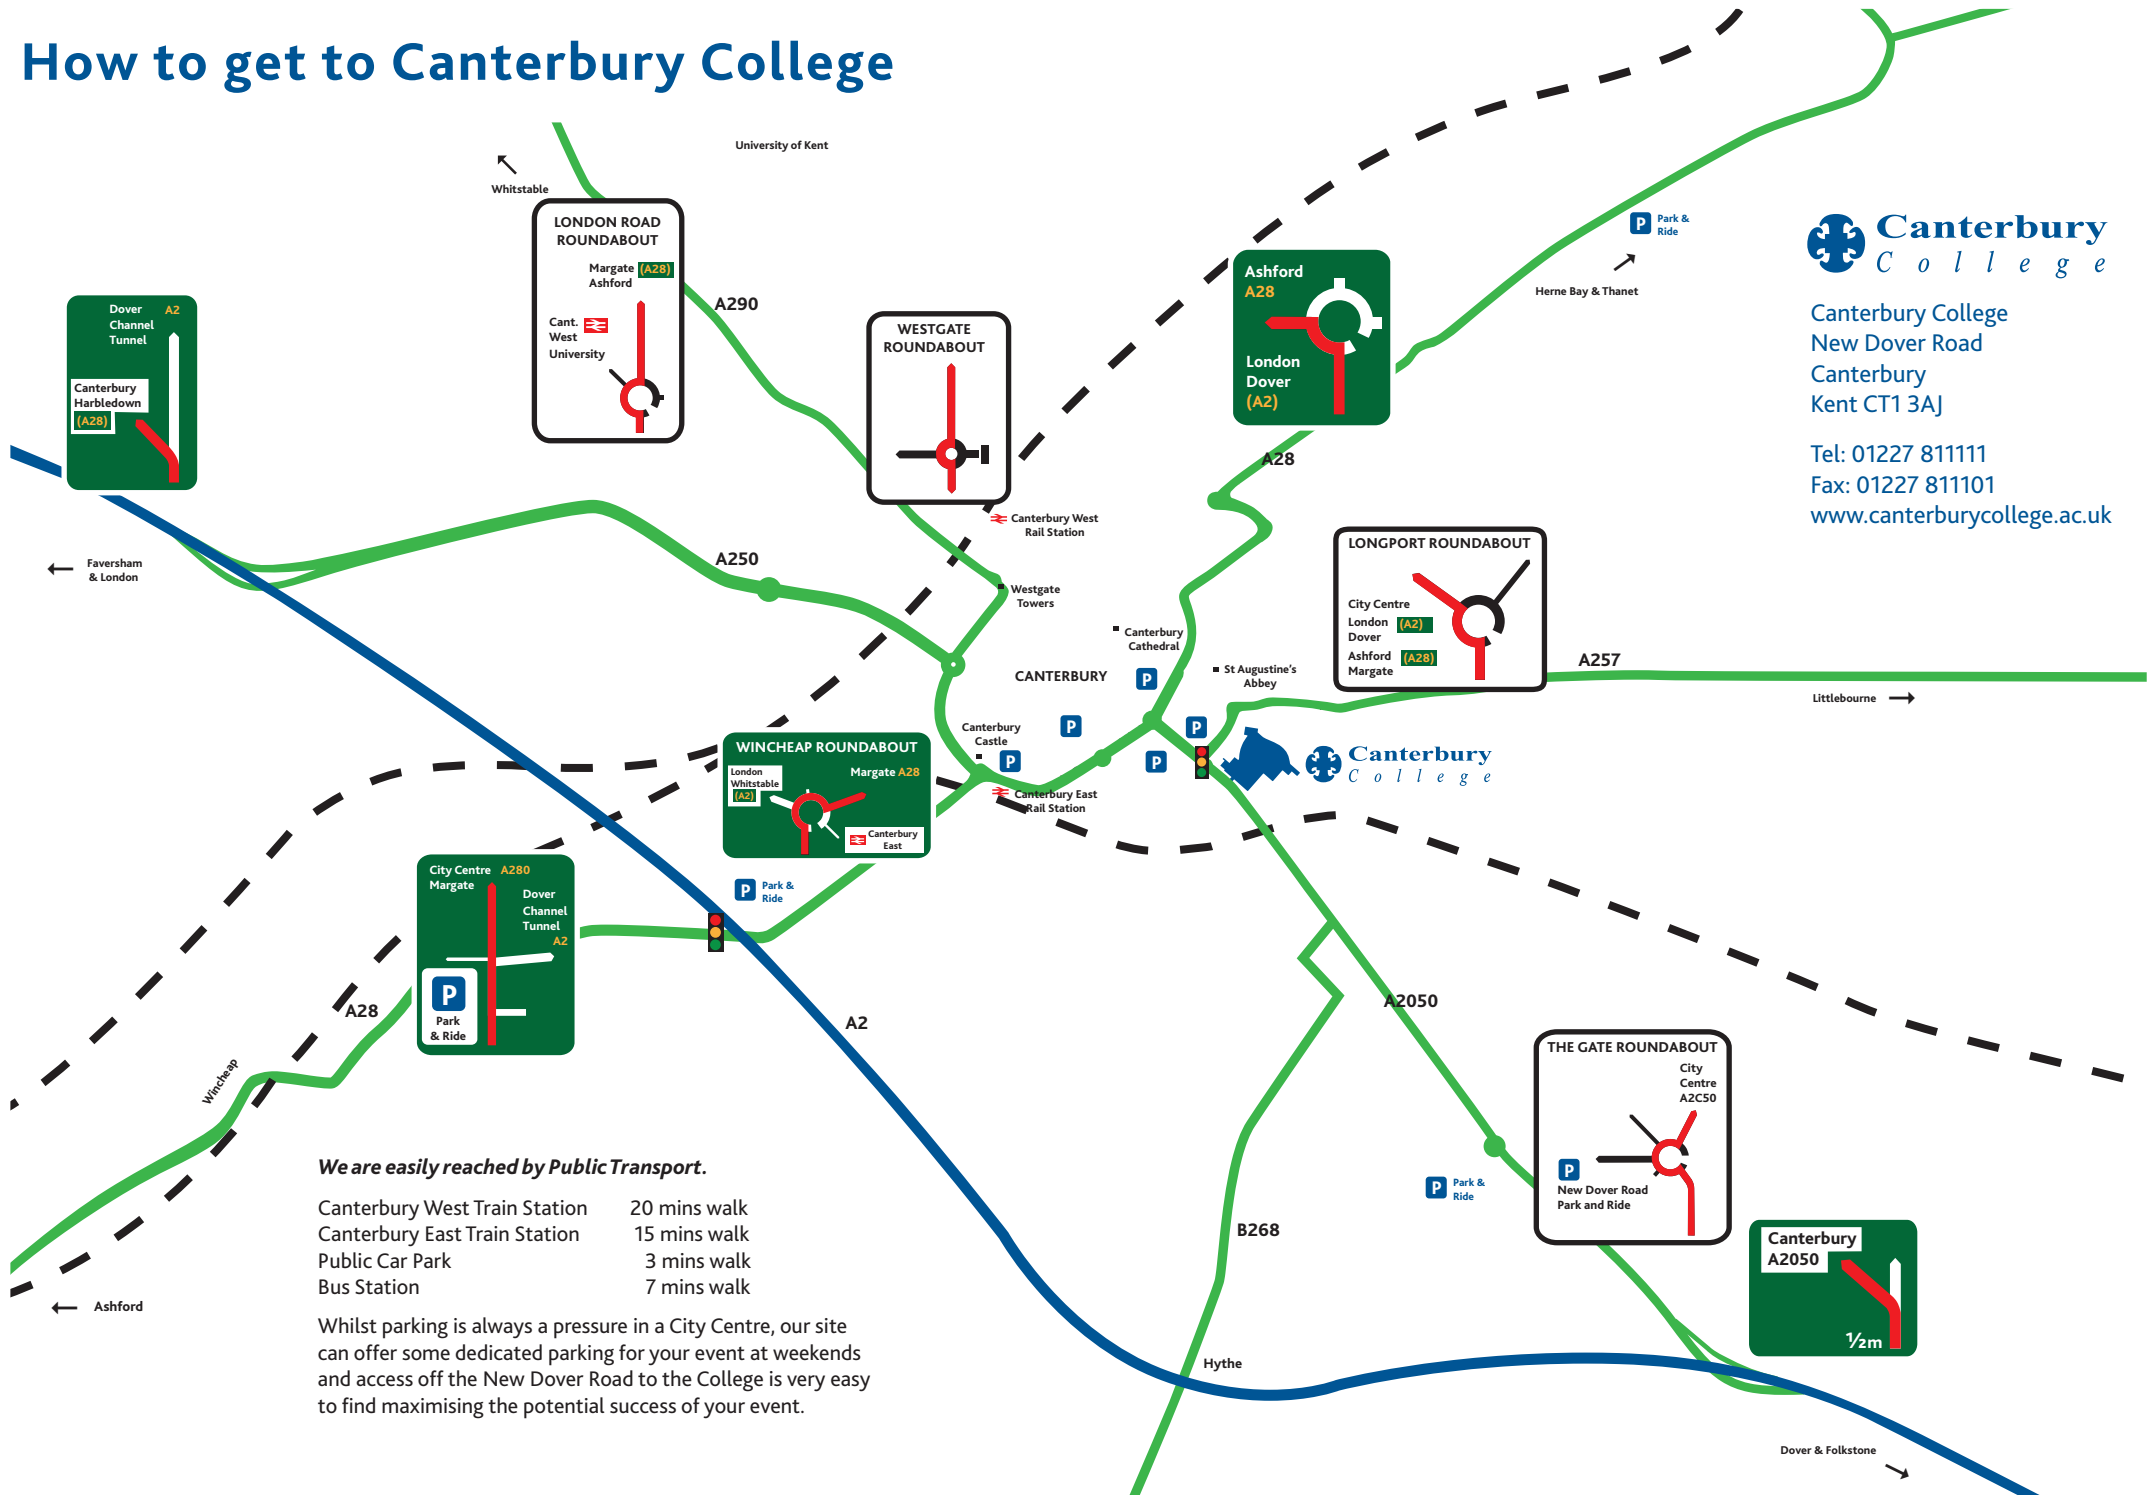 How to get to Canterbury College
University of Kent
Whitstable
LONDON ROAD
ROUNDABOUT
Margate (A28)
Ashford
Cant.
West
University
A290
Dover A2
Channel
Tunnel
Canterbury
Harbledown
(A28)
Faversham
& London
A250
WESTGATE
ROUNDABOUT
Canterbury West
Rail Station
Westgate
Towers
Ashford
A28
London
Dover
(A2)
A28
P Park &
Ride
Herne Bay & Thanet
Canterbury
College
Canterbury College
New Dover Road
Canterbury
Kent CT1 3AJ
Tel: 01227 811111
Fax: 01227 811101
www.canterburycollege.ac.uk
LONGPORT ROUNDABOUT
City Centre
London (A2)
Dover
Ashford (A28)
Margate
A257
Littlebourne
Canterbury
Cathedral
CANTERBURY
P
St Augustine's
Abbey
P
P
P
P
Canterbury
Castle
Canterbury
College
Canterbury East
Rail Station
WINCHEAP ROUNDABOUT
London
Whitstable
(A2)
Margate A28
Canterbury
East
P Park &
Ride
City Centre A280
Margate
Dover
Channel
Tunnel
A2
P
Park
& Ride
A28
Wincheap
A2
A2050
THE GATE ROUNDABOUT
City
Centre
A2C50
P
New Dover Road
Park and Ride
P Park &
Ride
B268
Canterbury
A2050
½m
Hythe
Dover & Folkstone
Ashford
We are easily reached by Public Transport.
Canterbury West Train Station 20 mins walk
Canterbury East Train Station 15 mins walk
Public Car Park 3 mins walk
Bus Station 7 mins walk
Whilst parking is always a pressure in a City Centre, our site
can offer some dedicated parking for your event at weekends
and access off the New Dover Road to the College is very easy
to find maximising the potential success of your event.